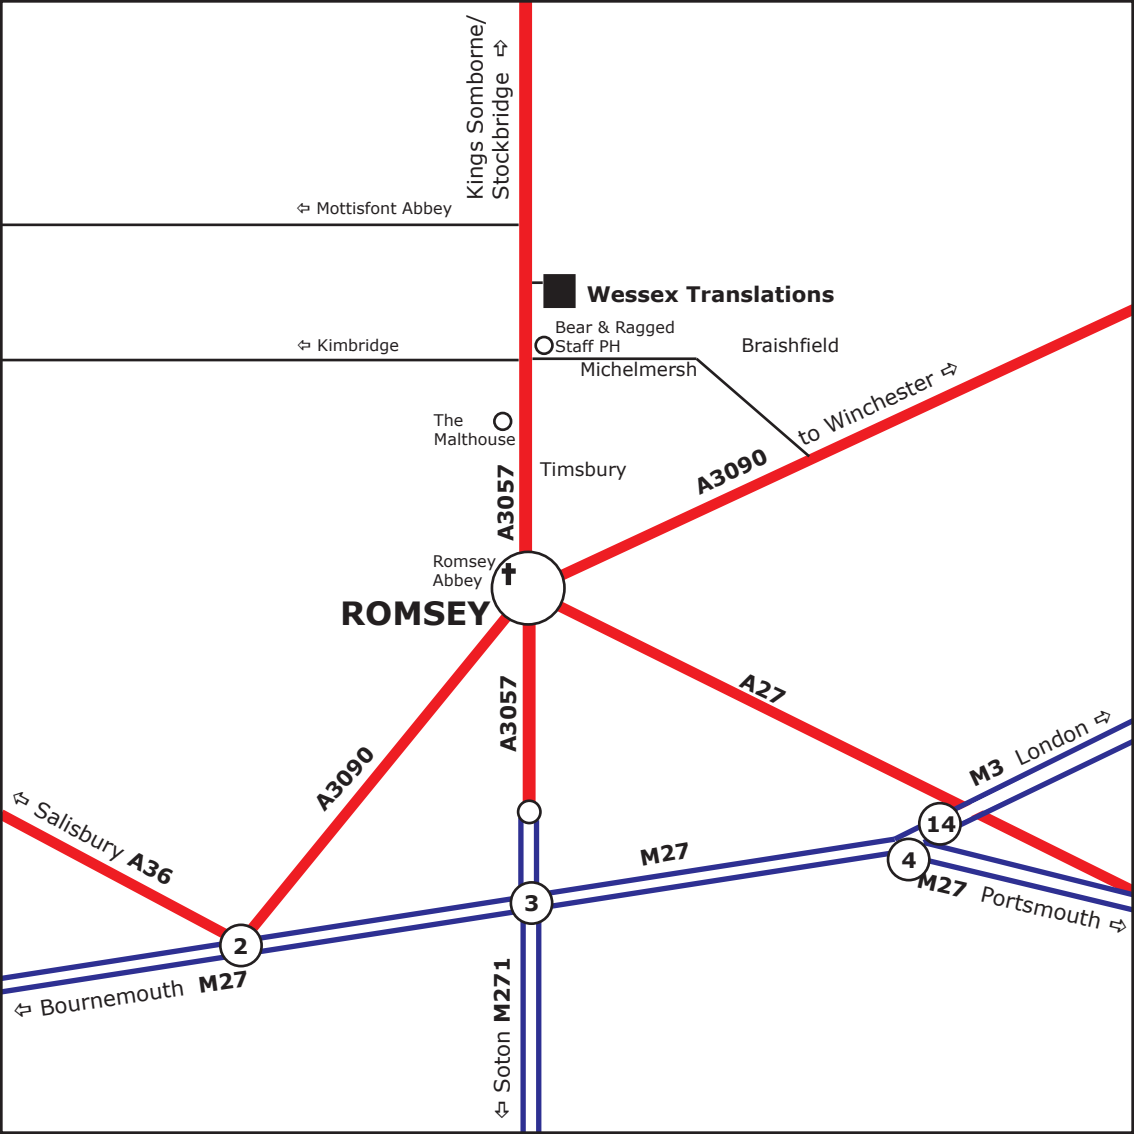 Kings Somborne/
Stockbridge ⇨
⇦ Mottisfont Abbey
Wessex Translations
Bear & Ragged
Staff PH
⇦ Kimbridge
Braishfield
Michelmersh
to Winchester ⇨
The
Malthouse
A3057
Timsbury
A3090
Romsey
Abbey
ROMSEY
A3057
A27
A3090
M3 London ⇨
⇦ Salisbury A36
14
M27
4
M27 Portsmouth ⇨
3
2
⇦ Bournemouth M27
⇦ Soton M271